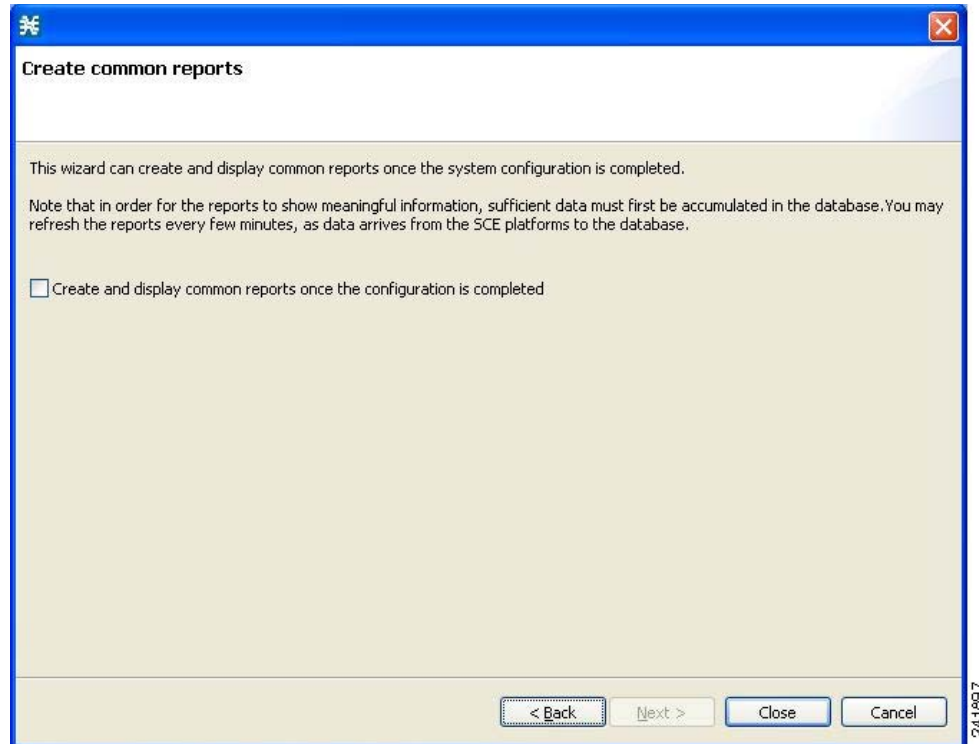 Create common reports
This wizard can create and display common reports once the system configuration is completed.
Note that in order for the reports to show meaningful information, sufficient data must first be accumulated in the database.You may
refresh the reports every few minutes, as data arrives from the SCE platforms to the database.
Create and display common reports once the configuration is completed
< Back
Next >
Close
Cancel
241897